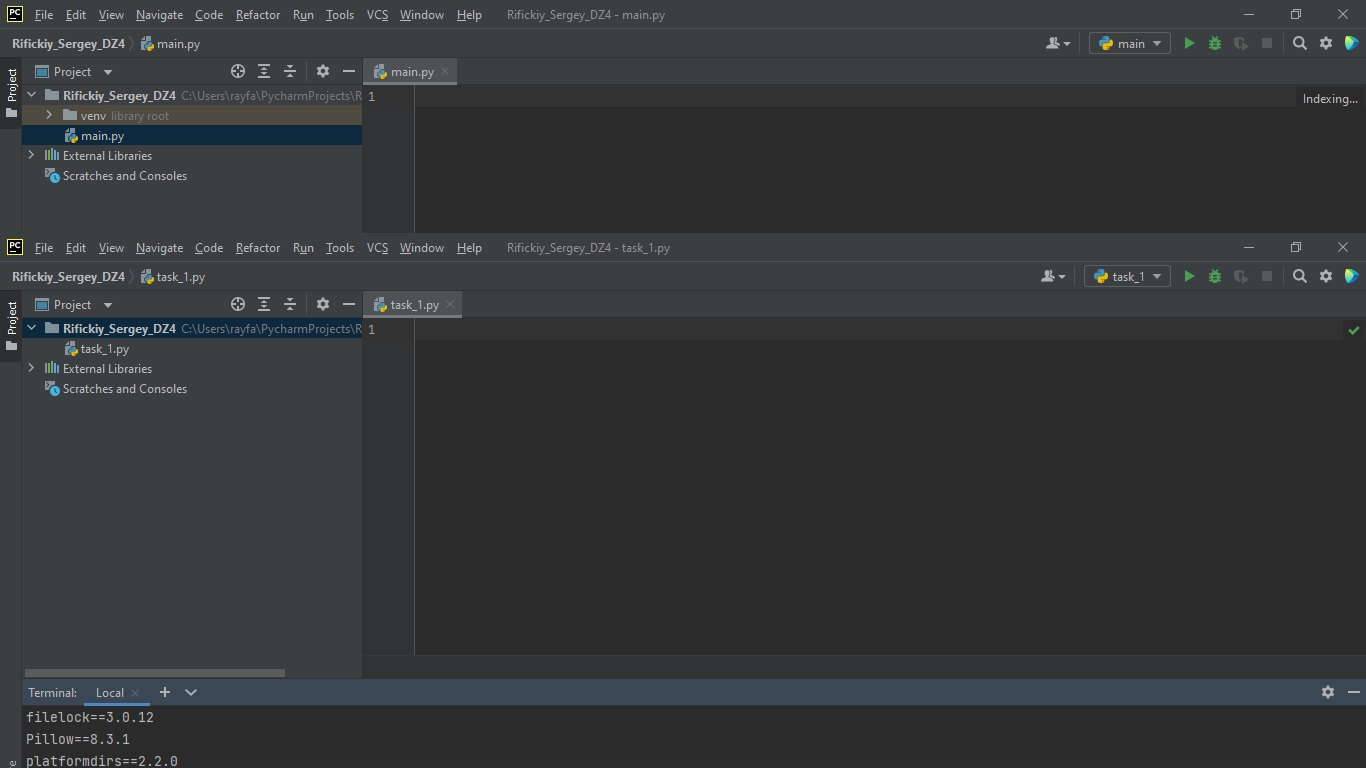 PC File Edit View Navigate Code Refactor Run Tools VCS Window Help Rifickiy_Sergey_DZ4 - main.py
Rifickiy_Sergey_DZ4 main.py main
Project Project main.py
Rifickiy_Sergey_DZ4 C:\Users\rayfa\PycharmProjects\R 1 Indexing...
venv library root
main.py
External Libraries
Scratches and Consoles
PC File Edit View Navigate Code Refactor Run Tools VCS Window Help Rifickiy_Sergey_DZ4 - task_1.py
Rifickiy_Sergey_DZ4 task_1.py task_1
Project Project task_1.py
Rifickiy_Sergey_DZ4 C:\Users\rayfa\PycharmProjects\R 1
task_1.py
External Libraries
Scratches and Consoles
Terminal: Local
filelock==3.0.12
Pillow==8.3.1
platformdirs==2.2.0